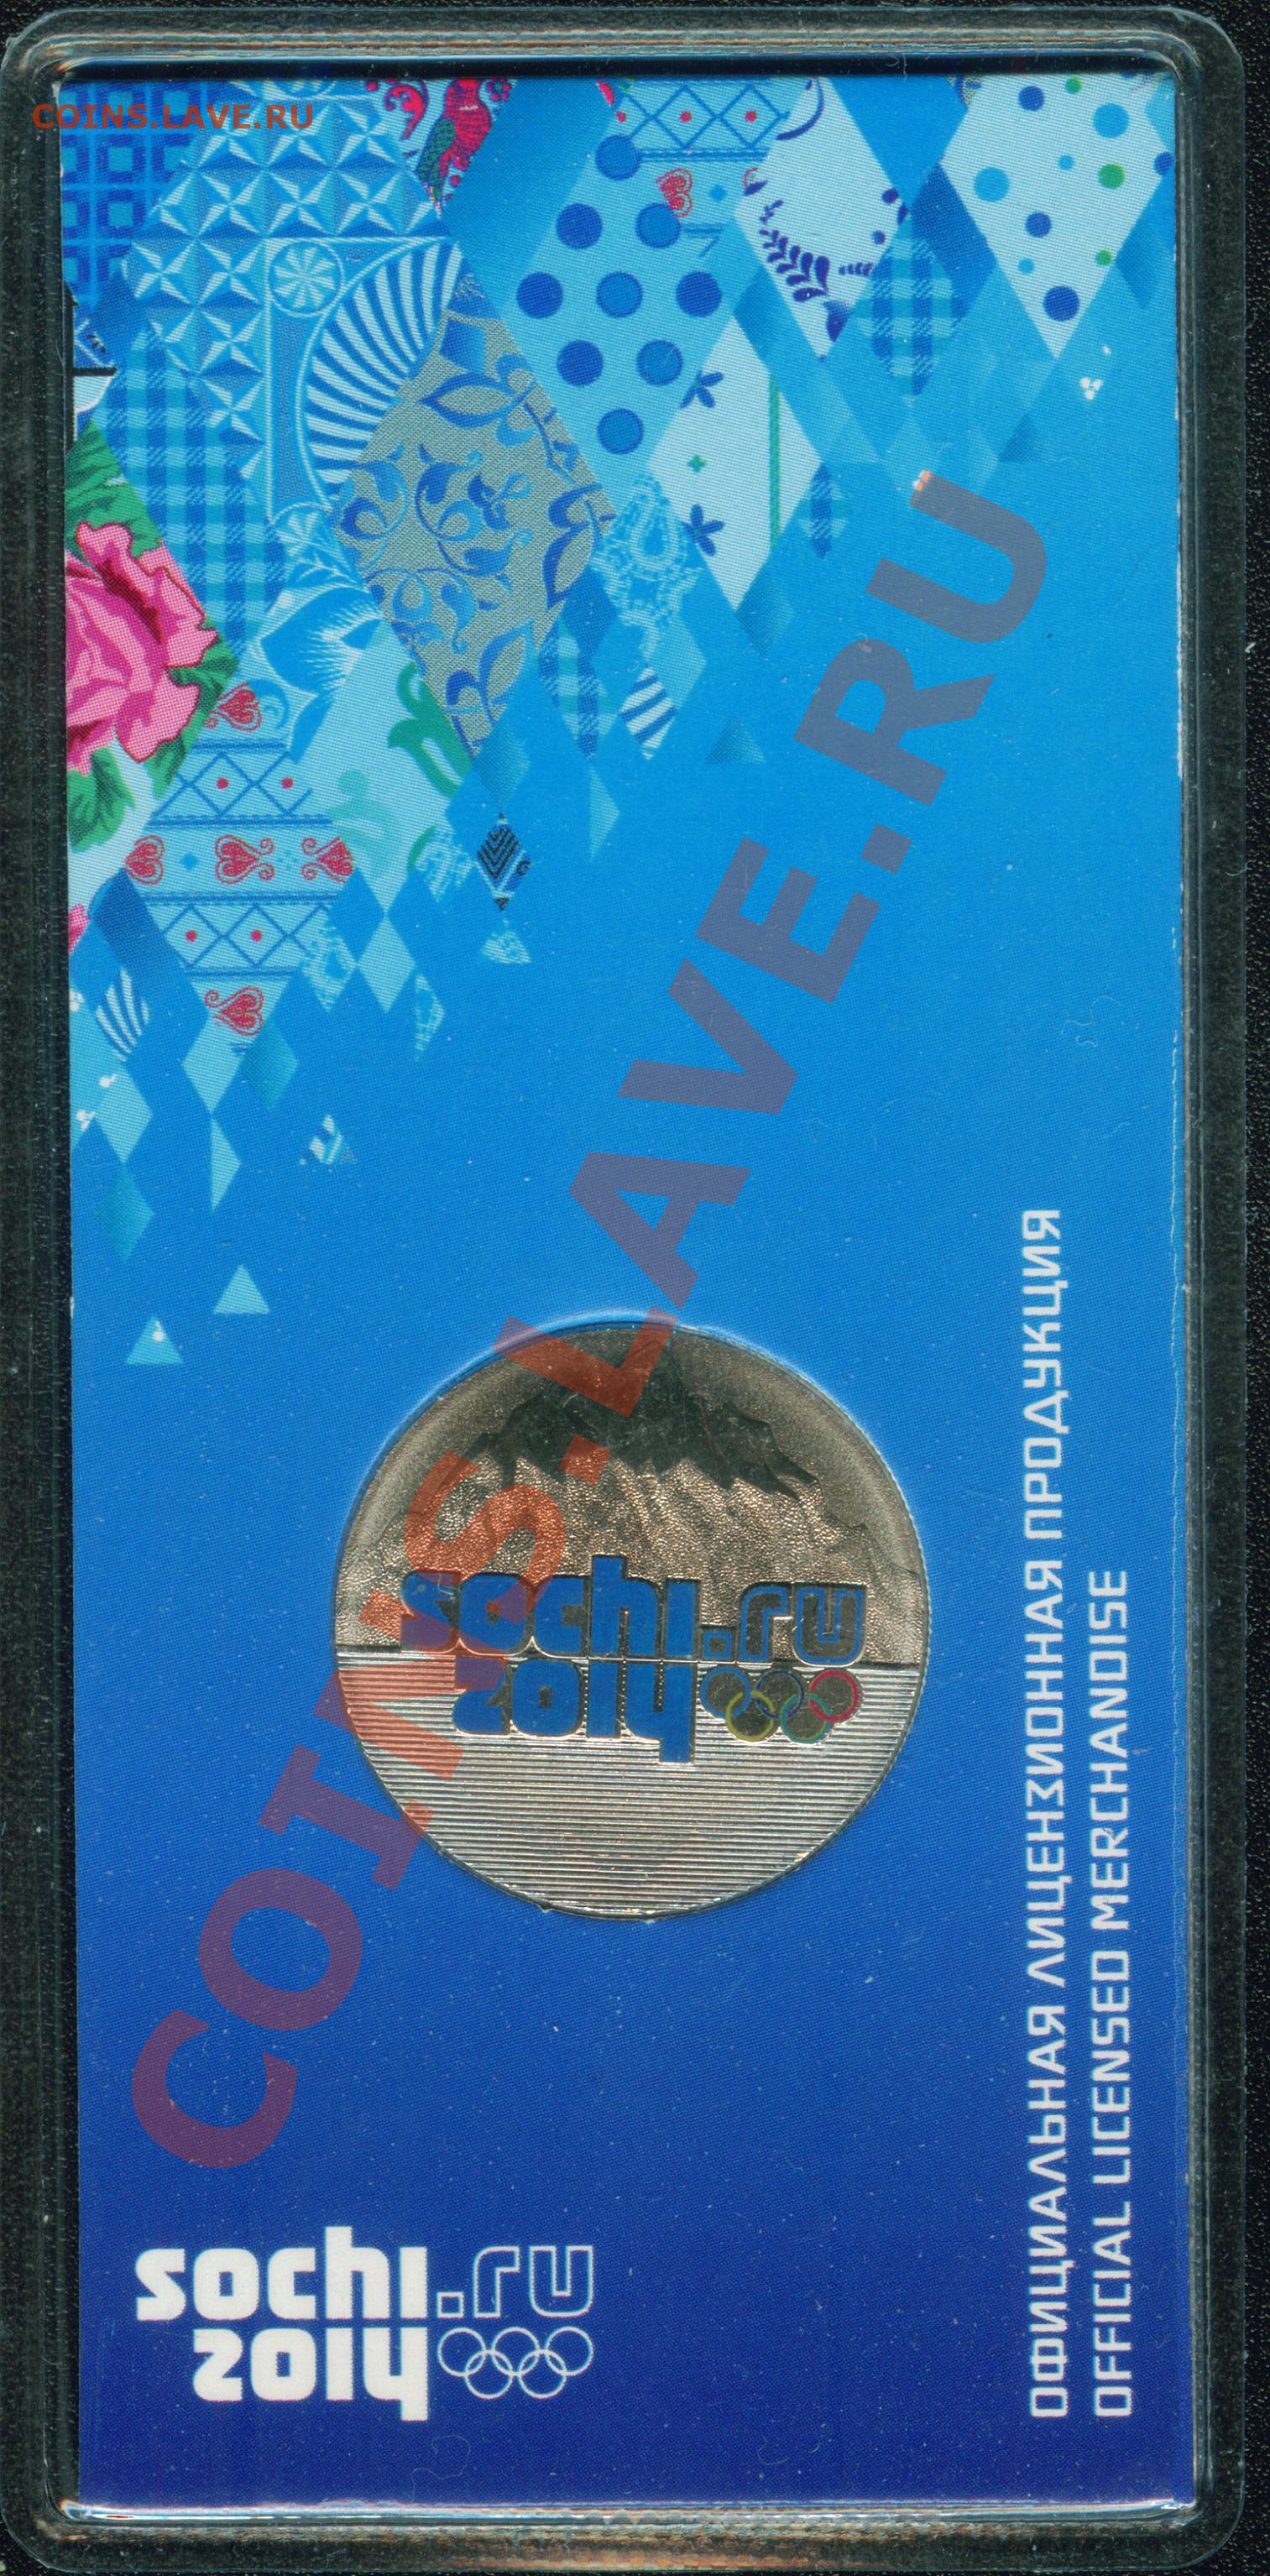 COINS.LAVE.RU
COINS.LAVE.RU
sochi.ru
2014
ОФИЦИАЛЬНАЯ ЛИЦЕНЗИОННАЯ ПРОДУКЦИЯ
OFFICIAL LICENSED MERCHANDISE
sochi.ru
2014